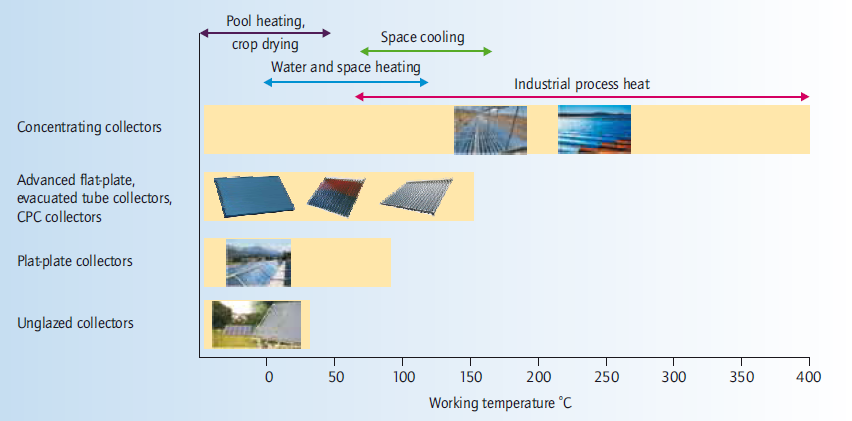 Pool heating,
crop drying
Space cooling
Water and space heating
Industrial process heat
Concentrating collectors
Advanced flat-plate,
evacuated tube collectors,
CPC collectors
Plat-plate collectors
Unglazed collectors
0 50 100 150 200 250 300 350 400
Working temperature °C